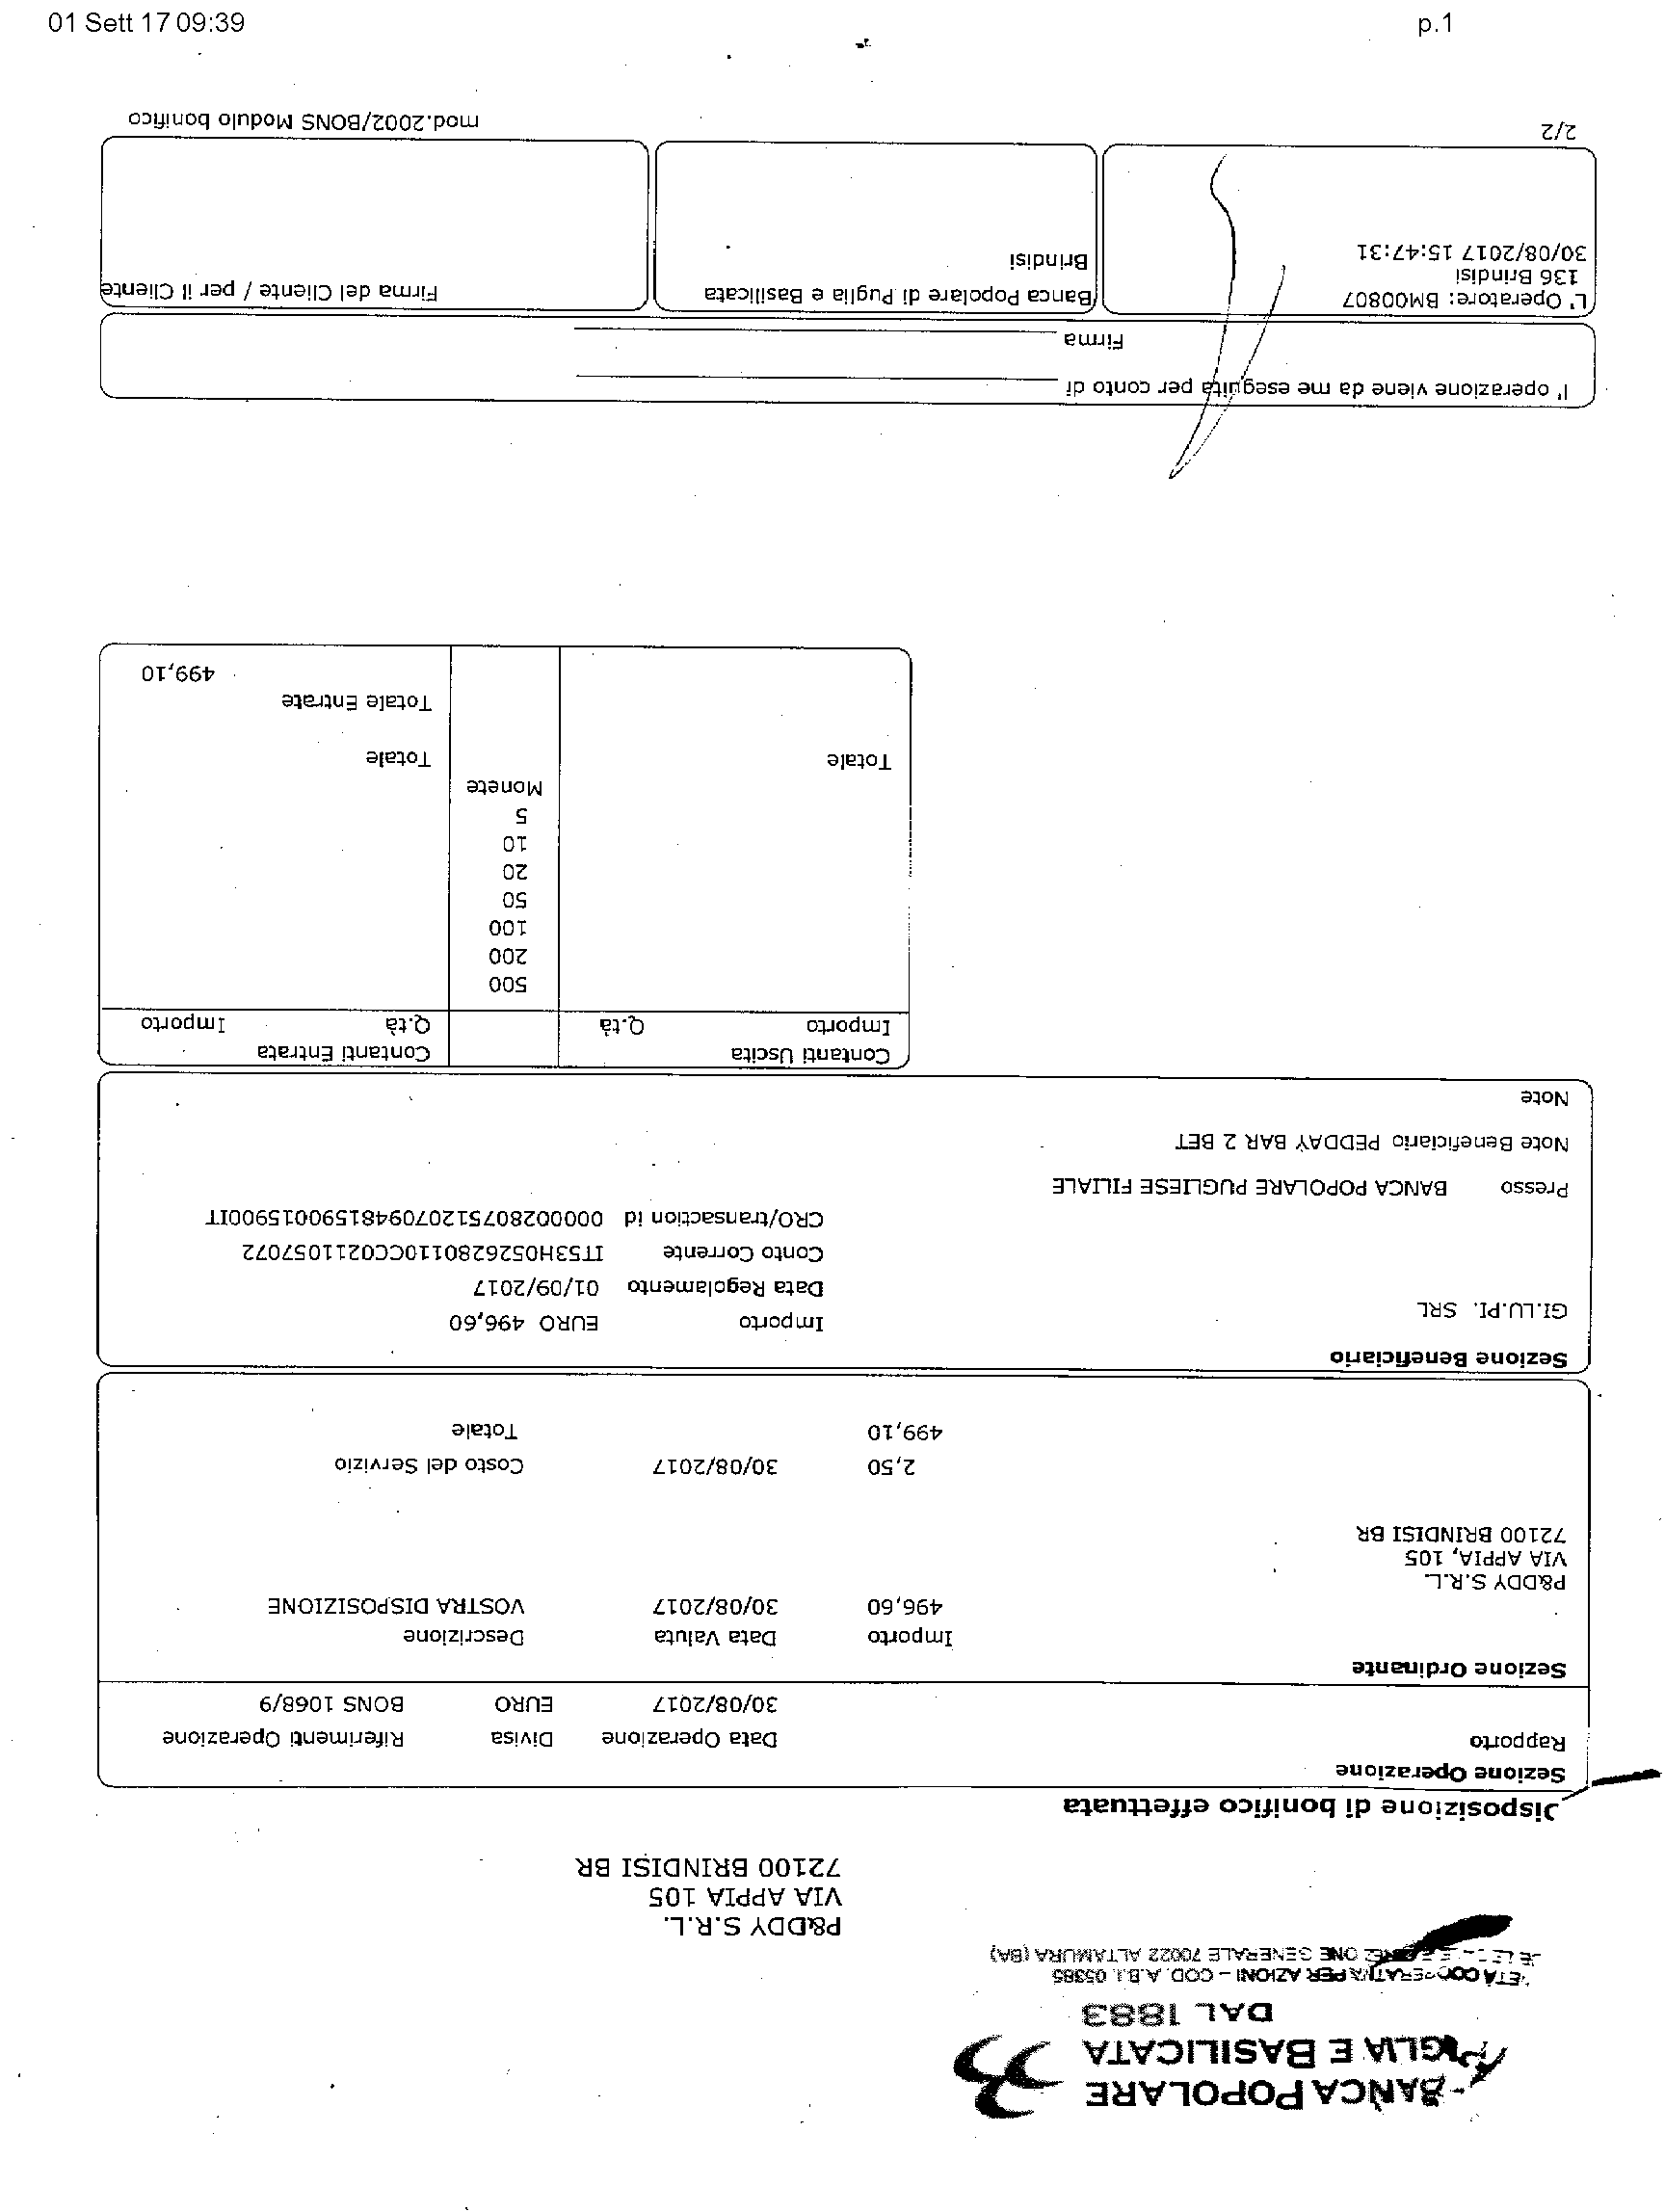 01 Sett 17 09:39 p.1
BANCA POPOLARE
PUGLIA E BASILICATA
DAL 1883
PER AZIONI - COD. A.B.I. 05385
GENERALE 70022 ALTAMURA (BA)
P&DDY S.R.L.
VIA APPIA 105
72100 BRINDISI BR
Disposizione di bonifico effettuata
Sezione Operazione
Rapporto Data Operazione Divisa Riferimenti Operazione
30/08/2017 EURO BONS 1068/9
Sezione Ordinante
Importo Data Valuta Descrizione
496,60 30/08/2017 VOSTRA DISPOSIZIONE
P&DDY S.R.L.
VIA APPIA, 105
72100 BRINDISI BR
2,50 30/08/2017 Costo del Servizio
499,10 Totale
Sezione Beneficiario
GI.LU.PI. SRL Importo EURO 496,60
Data Regolamento 01/09/2017
Conto Corrente IT53H0526280110CC0211057072
CRO/transaction id 0000028075120709481590015900IT
Presso BANCA POPOLARE PUGLIESE FILIALE
Note Beneficiario PEDDAY BAR 2 BET
Note
Contanti Uscita Contanti Entrata
Importo Q.tà Q.tà Importo
500
200
100
50
20
10
5
Monete
Totale Totale
Totale Entrate
499,10
l' operazione viene da me eseguita per conto di
Firma
L' Operatore: BM00807 Banca Popolare di Puglia e Basilicata Firma del Cliente / per il Cliente
136 Brindisi Brindisi
30/08/2017 15:47:31
2/2 mod.2002/BONS Modulo bonifico